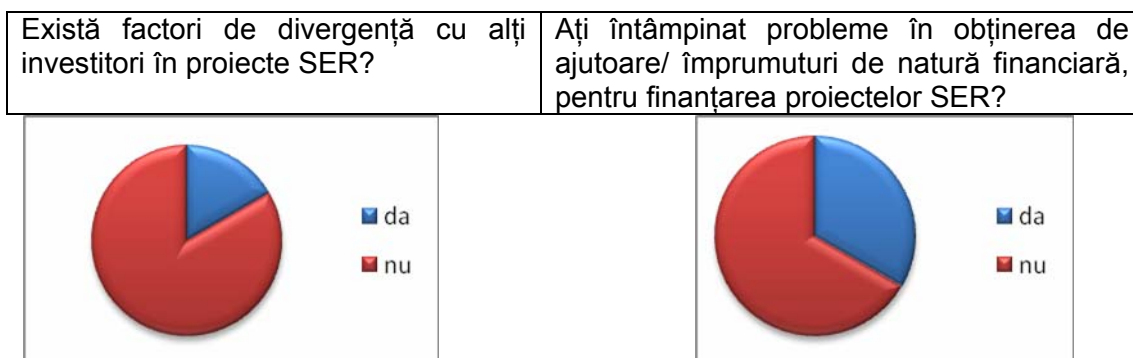 Există factori de divergență cu alți
investitori în proiecte SER?
Ați întâmpinat probleme în obținerea de
ajutoare/ împrumuturi de natură financiară,
pentru finanțarea proiectelor SER?
da
nu
da
nu